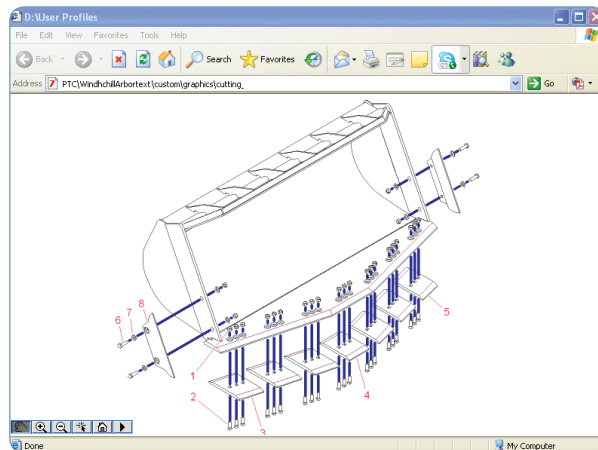 D:\User Profiles
File Edit View Favorites Tools Help
Back Search Favorites
Address PTC\WindhchillArbortext\custom\graphics\cutting_ Go
8
7
6
5
1
4
2
3
Done My Computer